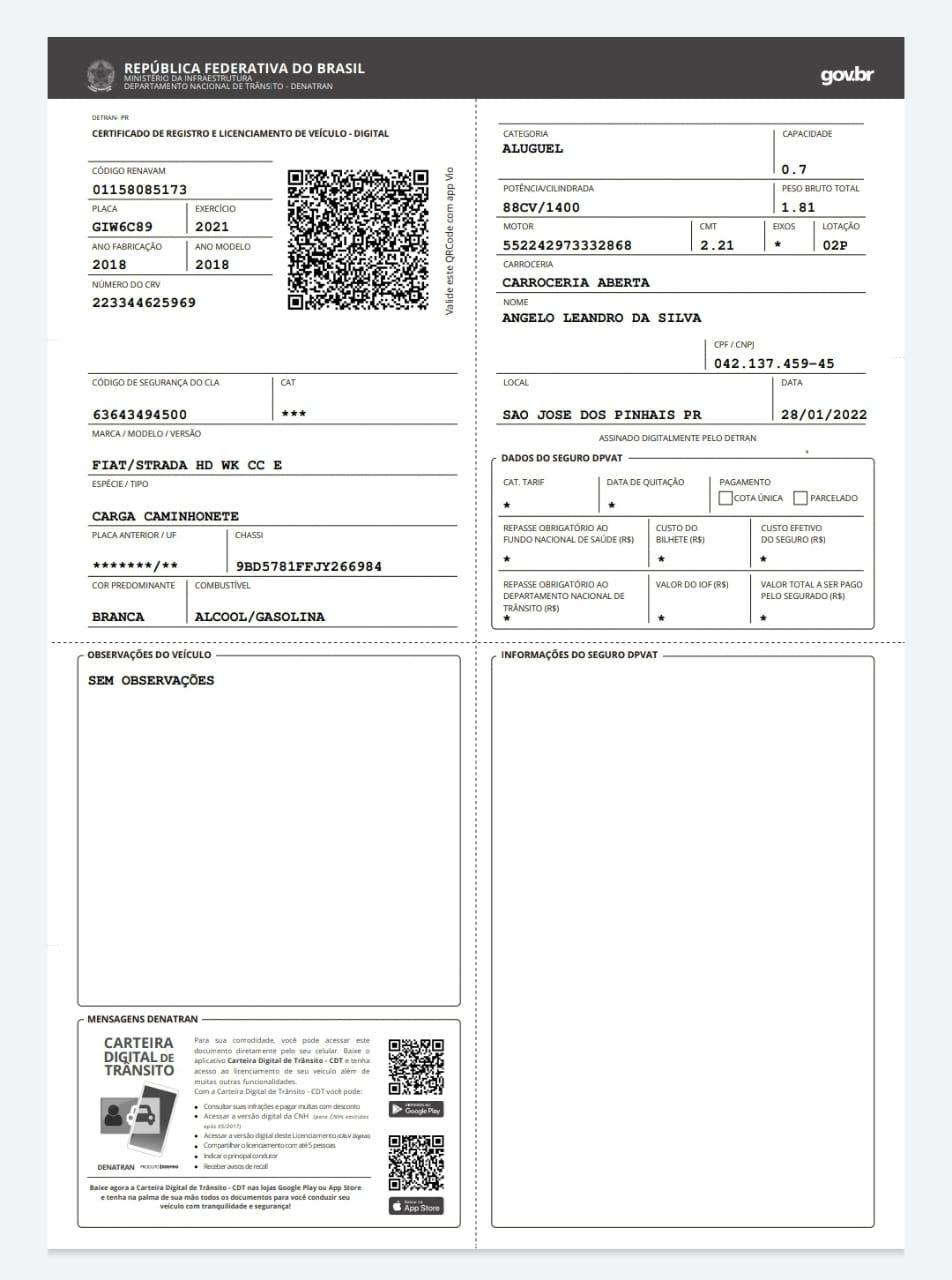 REPÚBLICA FEDERATIVA DO BRASIL
MINISTÉRIO DA INFRAESTRUTURA
DEPARTAMENTO NACIONAL DE TRÂNSITO - DENATRAN
gov.br
DETRAN- PR
CERTIFICADO DE REGISTRO E LICENCIAMENTO DE VEÍCULO - DIGITAL
CÓDIGO RENAVAM
01158085173
PLACA EXERCÍCIO
GIW6C89 2021
ANO FABRICAÇÃO ANO MODELO
2018 2018
NÚMERO DO CRV
223344625969
Valide este QRCode com app Vio
CÓDIGO DE SEGURANÇA DO CLA CAT
63643494500 ***
MARCA / MODELO / VERSÃO
FIAT/STRADA HD WK CC E
ESPÉCIE / TIPO
CARGA CAMINHONETE
PLACA ANTERIOR / UF CHASSI
*******/** 9BD5781FFJY266984
COR PREDOMINANTE COMBUSTÍVEL
BRANCA ALCOOL/GASOLINA
CATEGORIA CAPACIDADE
ALUGUEL
0.7
POTÊNCIA/CILINDRADA PESO BRUTO TOTAL
88CV/1400 1.81
MOTOR CMT EIXOS LOTAÇÃO
552242973332868 2.21 * 02P
CARROCERIA
CARROCERIA ABERTA
NOME
ANGELO LEANDRO DA SILVA
CPF / CNPJ
042.137.459-45
LOCAL DATA
SAO JOSE DOS PINHAIS PR 28/01/2022
ASSINADO DIGITALMENTE PELO DETRAN
*
DADOS DO SEGURO DPVAT
CAT. TARIF DATA DE QUITAÇÃO PAGAMENTO
* * COTA ÚNICA PARCELADO
REPASSE OBRIGATÓRIO AO CUSTO DO CUSTO EFETIVO
FUNDO NACIONAL DE SAÚDE (R$) BILHETE (R$) DO SEGURO (R$)
* * *
REPASSE OBRIGATÓRIO AO VALOR DO IOF (R$) VALOR TOTAL A SER PAGO
DEPARTAMENTO NACIONAL DE PELO SEGURADO (R$)
TRÂNSITO (R$)
* * *
OBSERVAÇÕES DO VEÍCULO
SEM OBSERVAÇÕES
INFORMAÇÕES DO SEGURO DPVAT
MENSAGENS DENATRAN
CARTEIRA
DIGITAL DE
TRÂNSITO
DENATRAN PRODUTO SERPRO
Para sua comodidade, você pode acessar este
documento diretamente pelo seu celular. Baixe o
aplicativo Carteira Digital de Trânsito - CDT e tenha
acesso ao licenciamento de seu veículo além de
muitas outras funcionalidades.
Com a Carteira Digital de Trânsito - CDT você pode:
• Consultar suas infrações e pagar multas com desconto
• Acessar a versão digital da CNH (para CNHs emitidas
após 05/2017)
• Acessar a versão digital deste Licenciamento (CRLV Digital)
• Compartilhar o licenciamento com até 5 pessoas
• Indicar o principal condutor
• Receber avisos de recall
DISPONÍVEL NO
Google Play
Baixar na
App Store
Baixe agora a Carteira Digital de Trânsito - CDT nas lojas Google Play ou App Store
e tenha na palma de sua mão todos os documentos para você conduzir seu
veículo com tranquilidade e segurança!